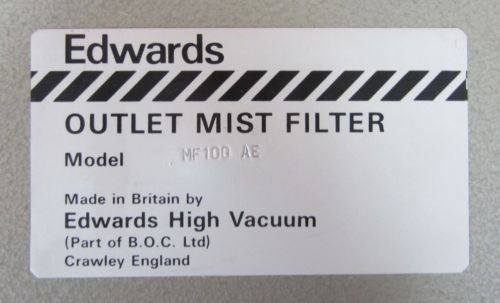 Edwards
OUTLET MIST FILTER
Model MF100 AE
Made in Britain by
Edwards High Vacuum
(Part of B.O.C. Ltd)
Crawley England